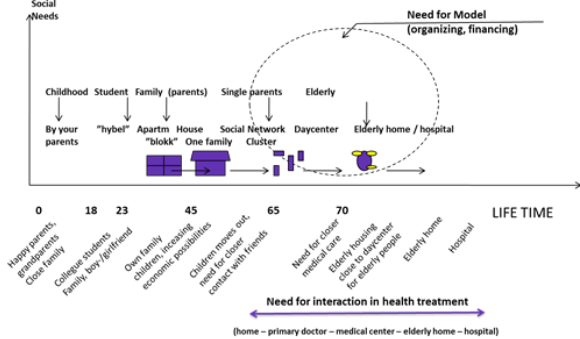 Social
Needs
Need for Model
(organizing, financing)
Childhood Student Family (parents) Single parents Elderly
By your
parents
"hybel"
Apartm
"blokk"
House
One family
Social Network
Cluster
Daycenter
Elderly home / hospital
0 18 23 45 65 70 LIFE TIME
Happy parents,
grandparents
Close family
Collegue students
Family, boy-/girlfriend
Own family
children, inceasing
economic possibilities
Children moves out,
need for closer
contact with friends
Need for closer
medical care
Elderly housing
close to daycenter
for elderly people
Elderly home
Hospital
Need for interaction in health treatment
(home – primary doctor – medical center – elderly home – hospital)